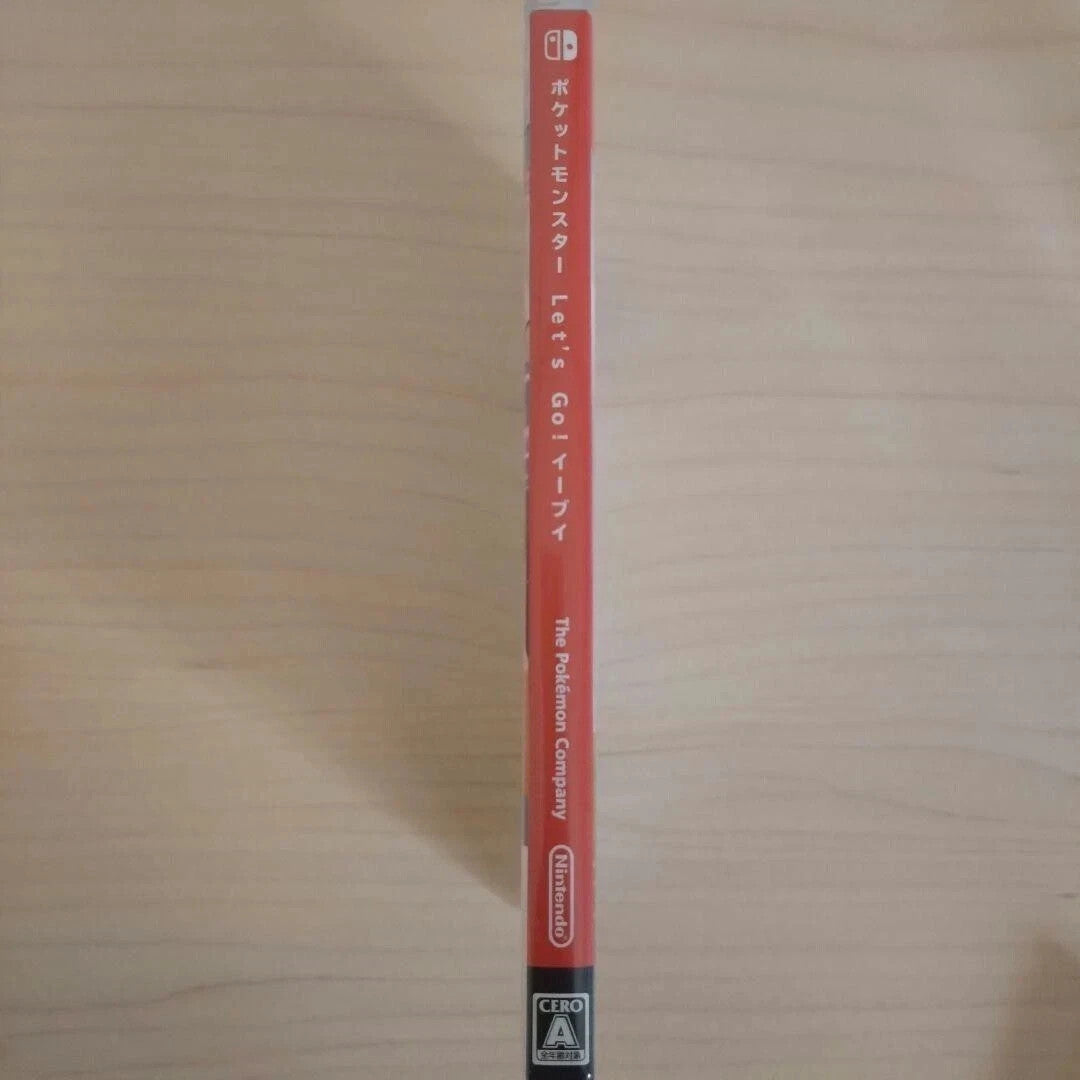 ポケットモンスター Let's Go! イーブイ
The Pokémon Company
Nintendo
CERO
A
全年齢対象